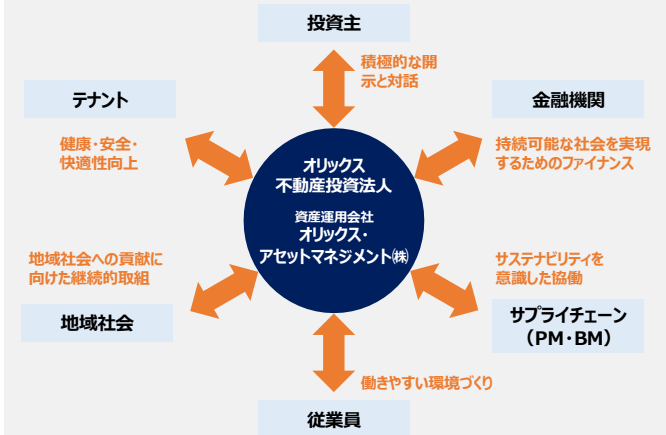 投資主
積極的な開
示と対話
テナント
金融機関
健康・安全・
快適性向上
持続可能な社会を実現
するためのファイナンス
オリックス
不動産投資法人
資産運用会社
オリックス・
アセットマネジメント㈱
地域社会への貢献に
向けた継続的取組
サステナビリティを
意識した協働
地域社会
サプライチェーン
（PM・BM）
働きやすい環境づくり
従業員